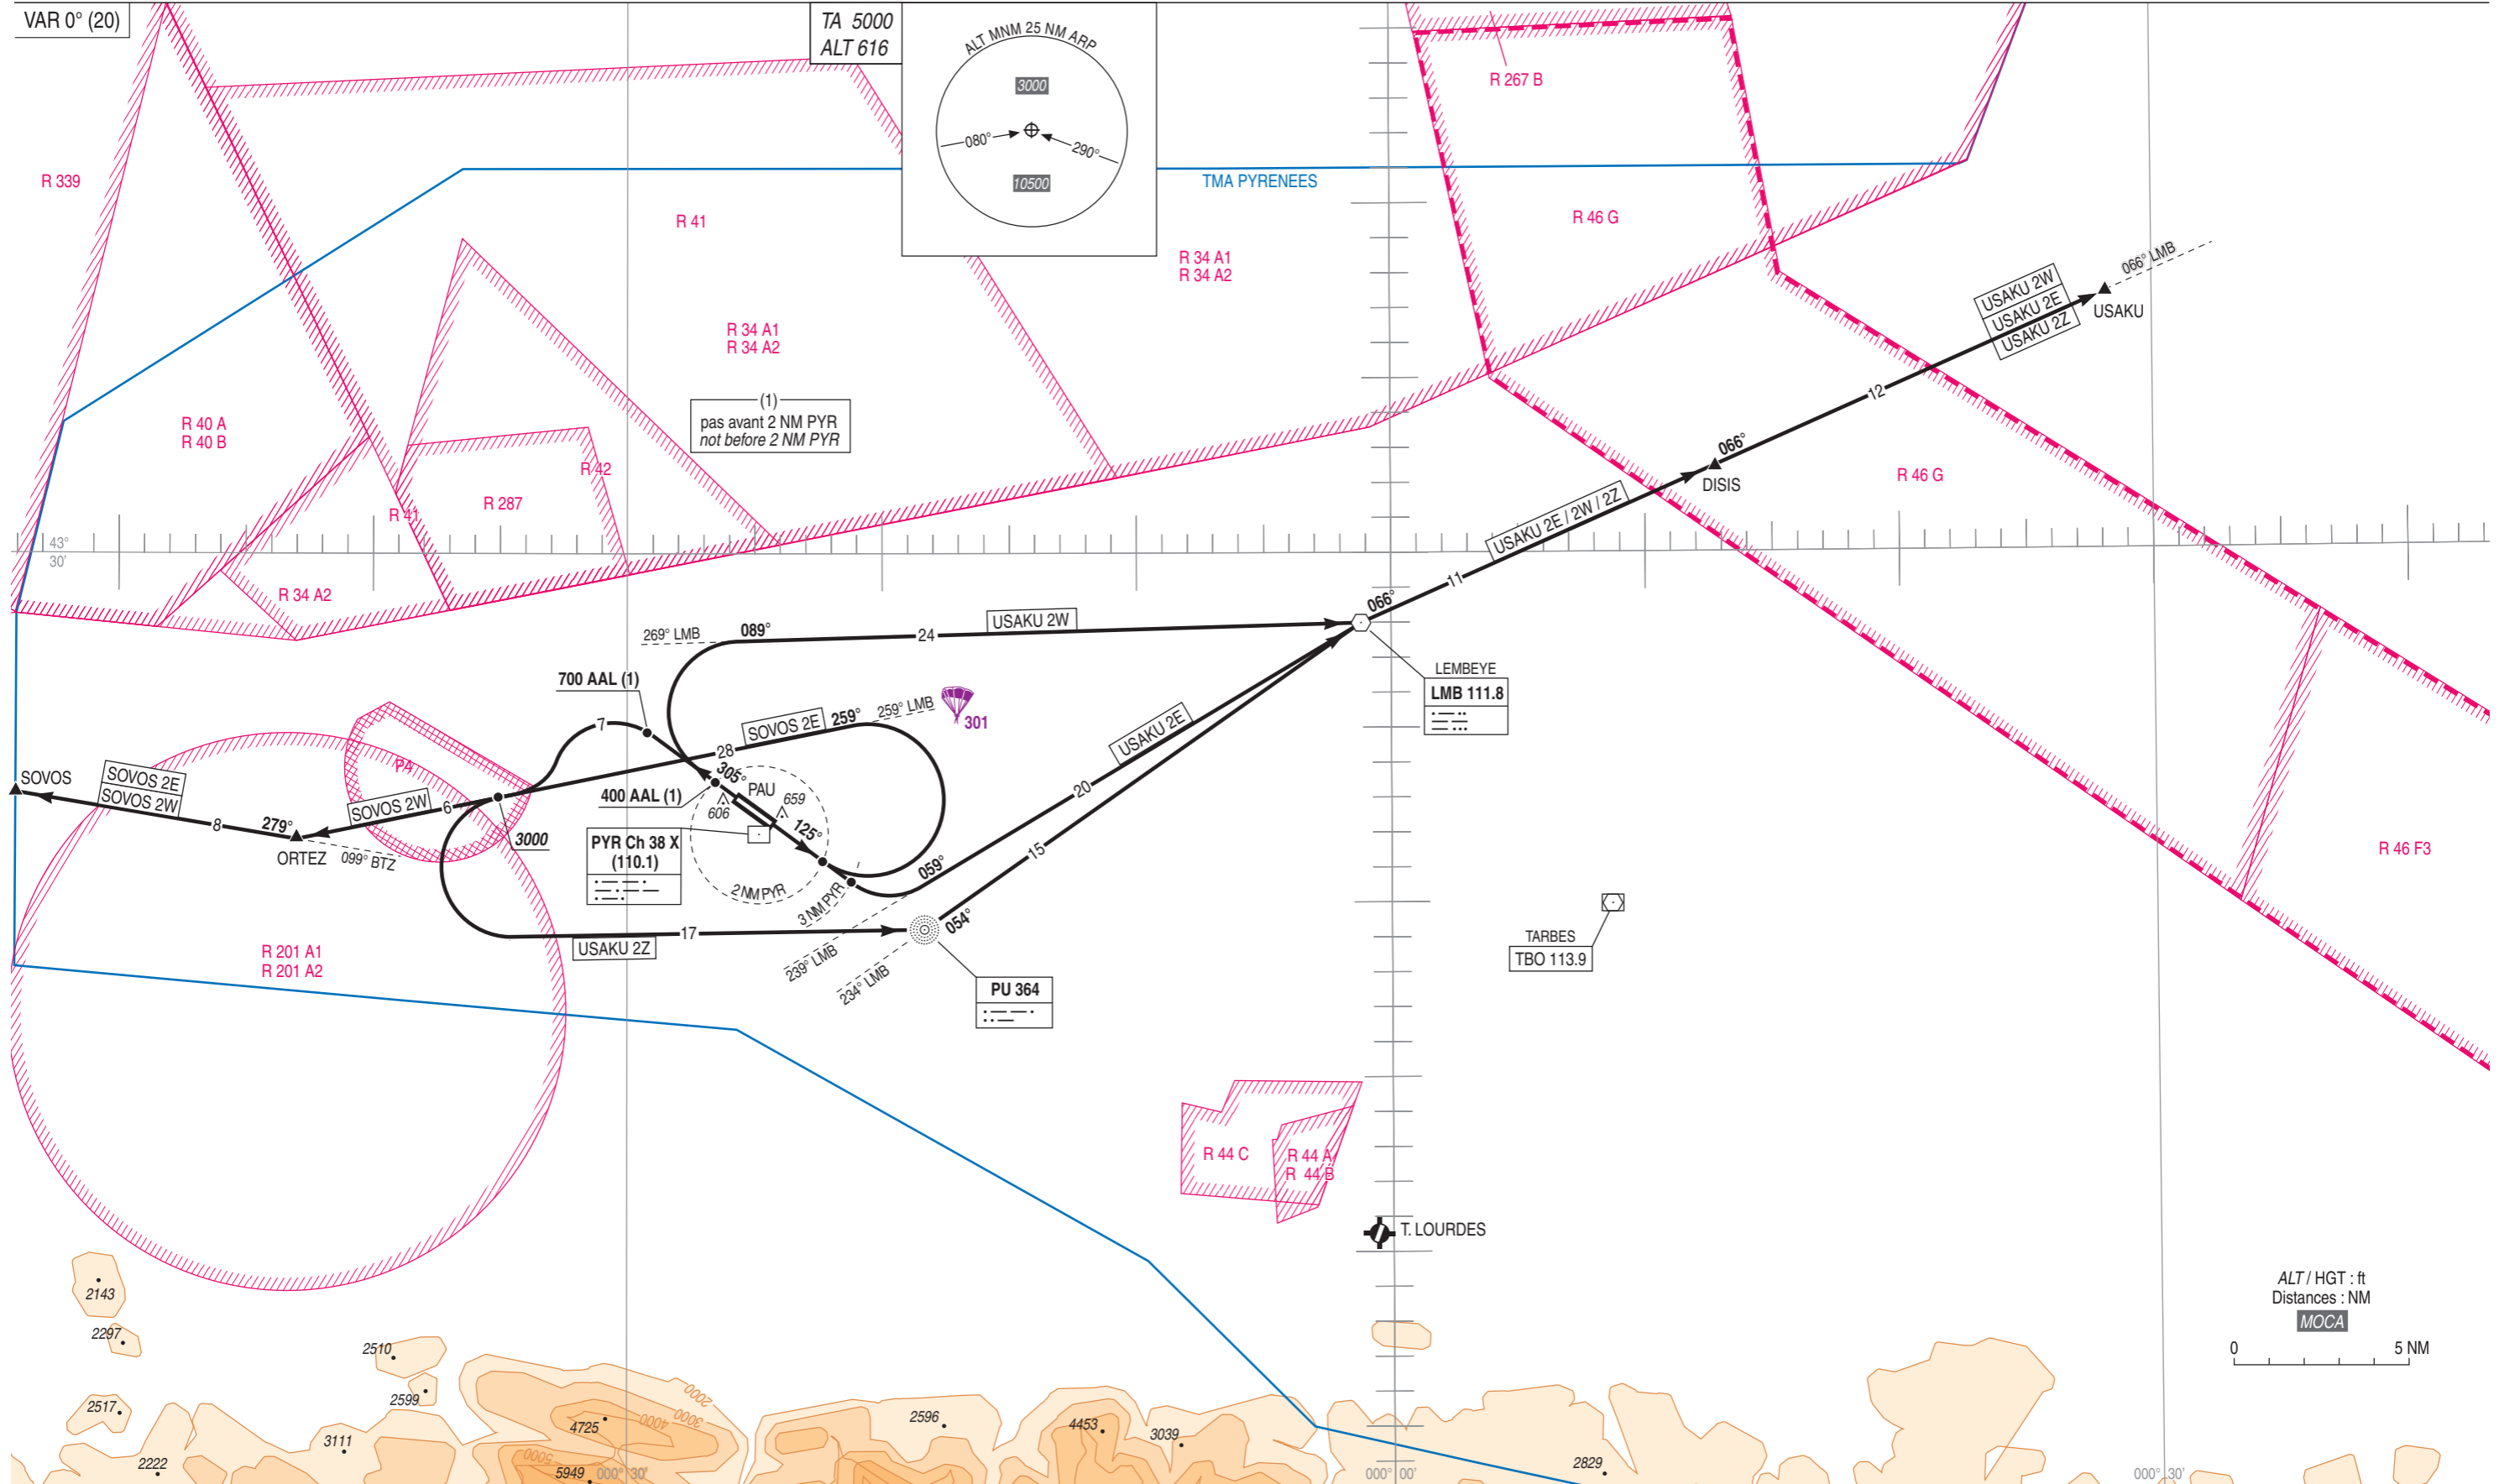 VAR 0° (20)
TA 5000
ALT 616
ALT MNM 25 NM ARP
3000
080°
290°
10500
R 267 B
R 339
TMA PYRENEES
R 41
R 46 G
R 34 A1
R 34 A2
066° LMB
USAKU 2W
USAKU 2E
USAKU 2Z
USAKU
R 34 A1
R 34 A2
12
(1)
pas avant 2 NM PYR
not before 2 NM PYR
R 40 A
R 40 B
066°
DISIS
R 42
R 46 G
R 287
R 41
USAKU 2E / 2W / 2Z
43°
30'
11
R 34 A2
066°
269° LMB
089°
24
USAKU 2W
LEMBEYE
LMB 111.8
700 AAL (1)
7
SOVOS 2E
259°
259° LMB
301
28
USAKU 2E
P4
305°
PAU
SOVOS
SOVOS 2E
SOVOS 2W
SOVOS 2W
6
400 AAL (1)
606
659
20
8
279°
ORTEZ
099° BTZ
3000
125°
PYR Ch 38 X
(110.1)
15
R 46 F3
059°
2 NM PYR
3 NM PYR
054°
17
USAKU 2Z
239° LMB
234° LMB
TARBES
TBO 113.9
R 201 A1
R 201 A2
PU 364
R 44 C
R 44 A
R 44 B
T. LOURDES
2143
ALT / HGT : ft
Distances : NM
MOCA
2297
2510
0
5 NM
2599
2000
2517
3000
4000
4725
2596
4453
3039
3111
5000
2222
5949
000° 30'
000° 00'
2829
000° 30'